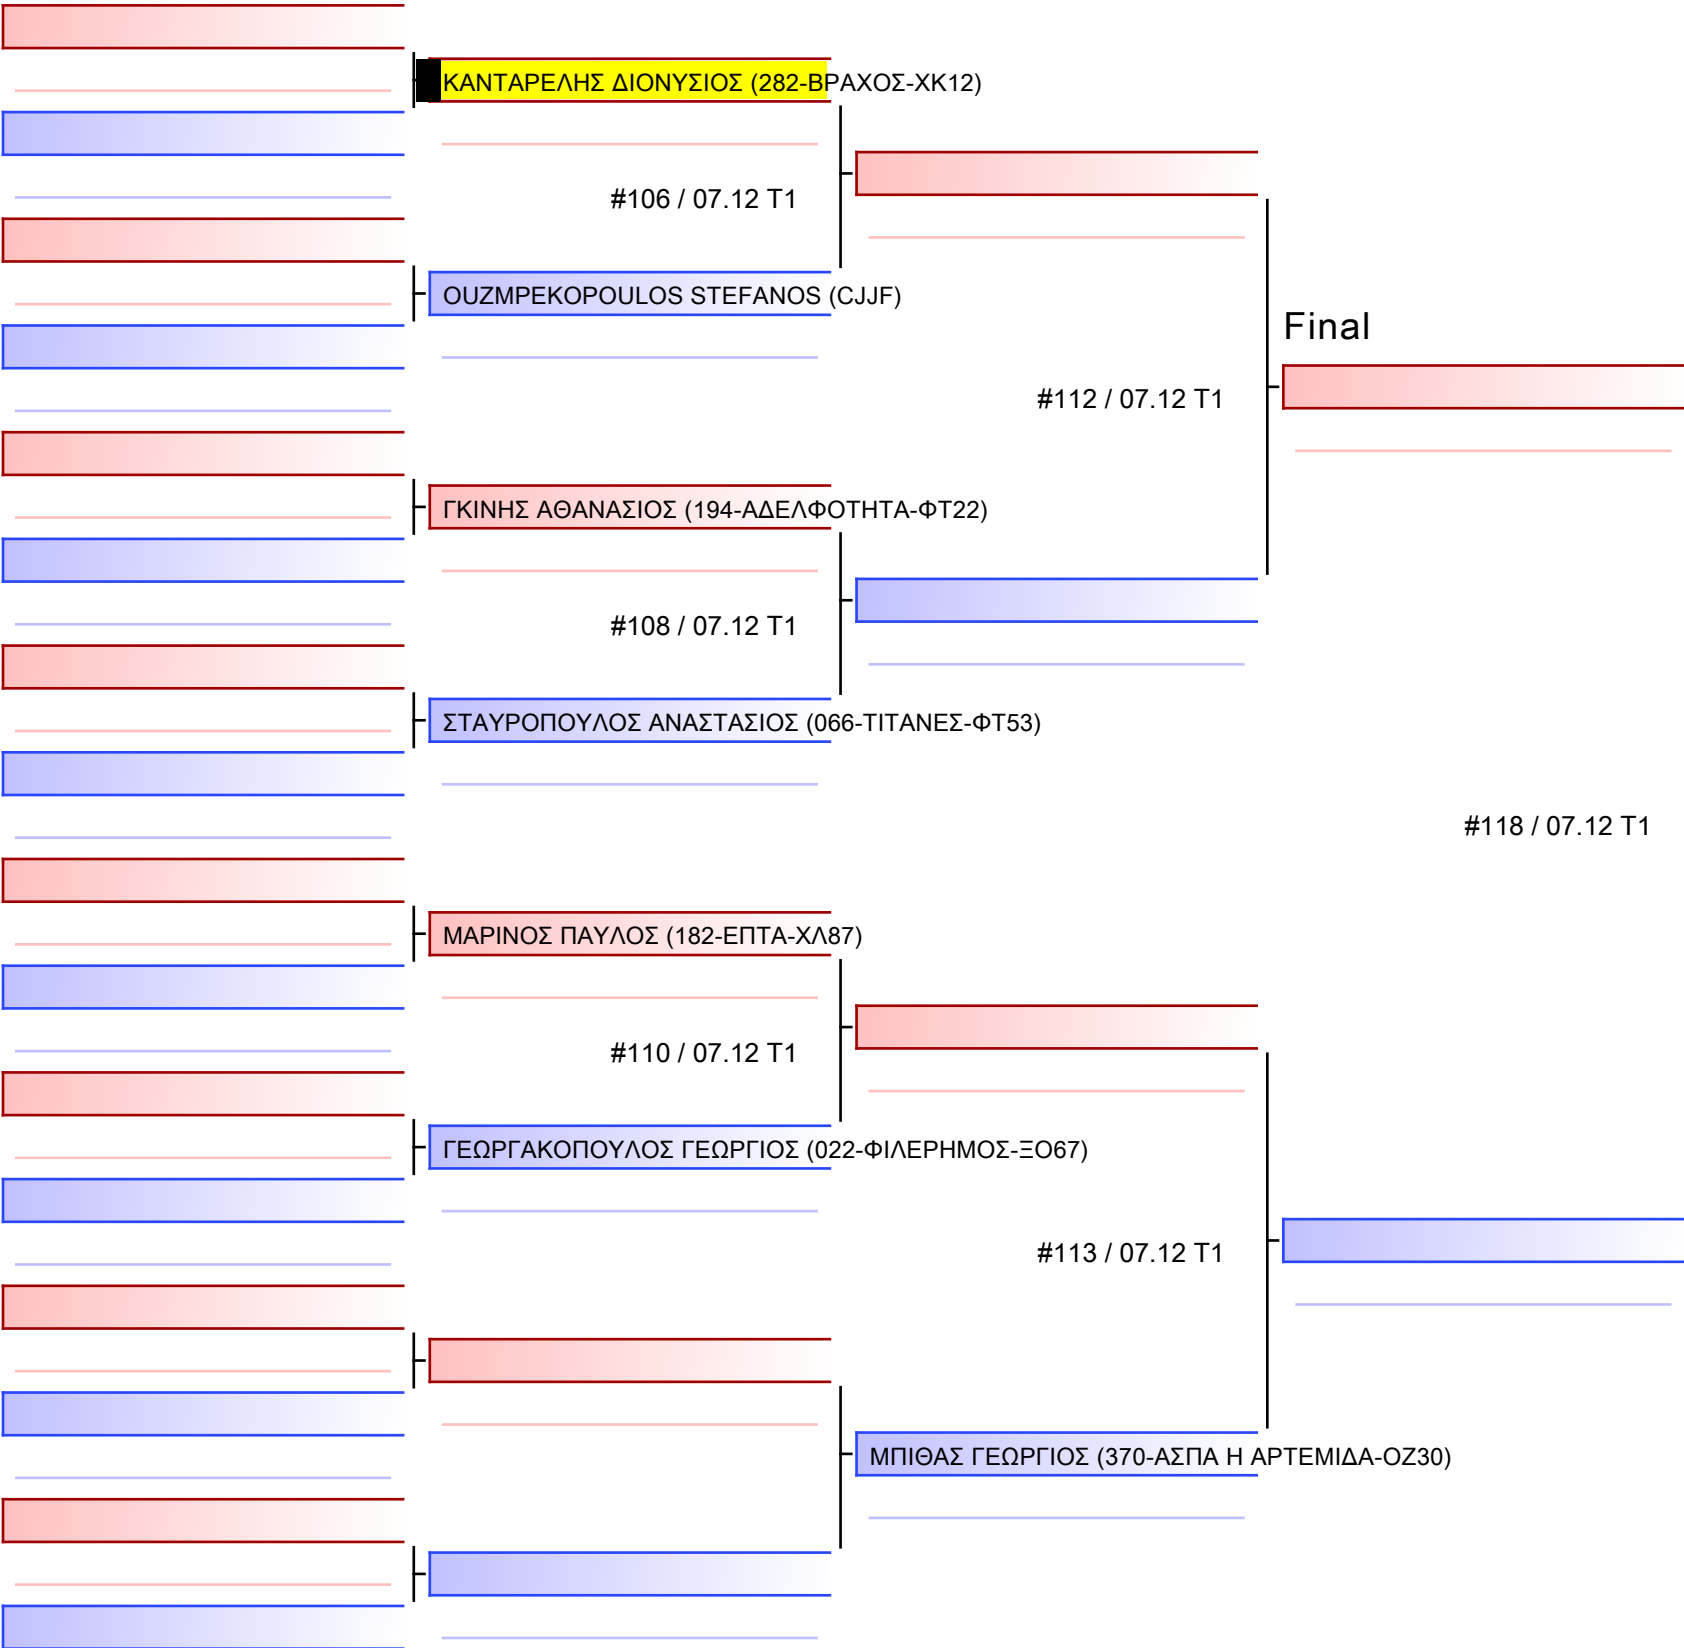 ΚΑΝΤΑΡΕΛΗΣ ΔΙΟΝΥΣΙΟΣ (282-ΒΡΑΧΟΣ-ΧΚ12)
#106 / 07.12 T1
OUZMPEKOPOULOS STEFANOS (CJJF)
Final
#112 / 07.12 T1
ΓΚΙΝΗΣ ΑΘΑΝΑΣΙΟΣ (194-ΑΔΕΛΦΟΤΗΤΑ-ΦΤ22)
#108 / 07.12 T1
ΣΤΑΥΡΟΠΟΥΛΟΣ ΑΝΑΣΤΑΣΙΟΣ (066-ΤΙΤΑΝΕΣ-ΦΤ53)
#118 / 07.12 T1
ΜΑΡΙΝΟΣ ΠΑΥΛΟΣ (182-ΕΠΤΑ-ΧΛ87)
#110 / 07.12 T1
ΓΕΩΡΓΑΚΟΠΟΥΛΟΣ ΓΕΩΡΓΙΟΣ (022-ΦΙΛΕΡΗΜΟΣ-ΞΟ67)
#113 / 07.12 T1
ΜΠΙΘΑΣ ΓΕΩΡΓΙΟΣ (370-ΑΣΠΑ Η ΑΡΤΕΜΙΔΑ-ΟΖ30)